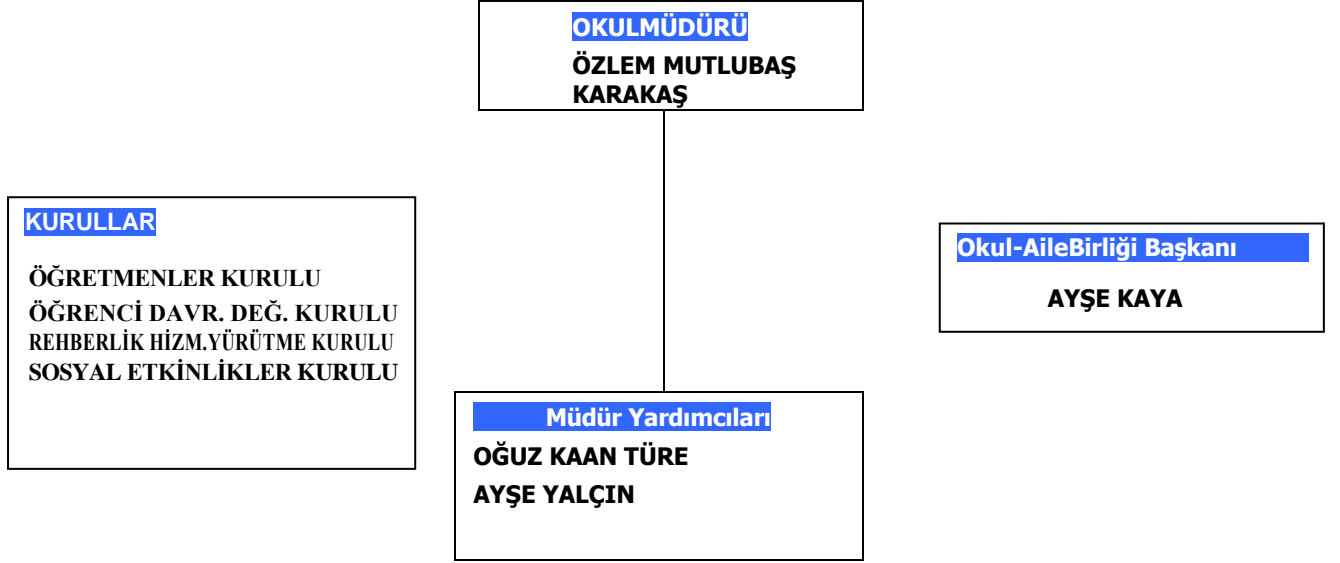 OKULMÜDÜRÜ
ÖZLEM MUTLUBAŞ
KARAKAŞ
KURULLAR
ÖĞRETMENLER KURULU
ÖĞRENCİ DAVR. DEĞ. KURULU
REHBERLİK HİZM.YÜRÜTME KURULU
SOSYAL ETKİNLİKLER KURULU
Okul-AileBirliği Başkanı
AYŞE KAYA
Müdür Yardımcıları
OĞUZ KAAN TÜRE
AYŞE YALÇIN